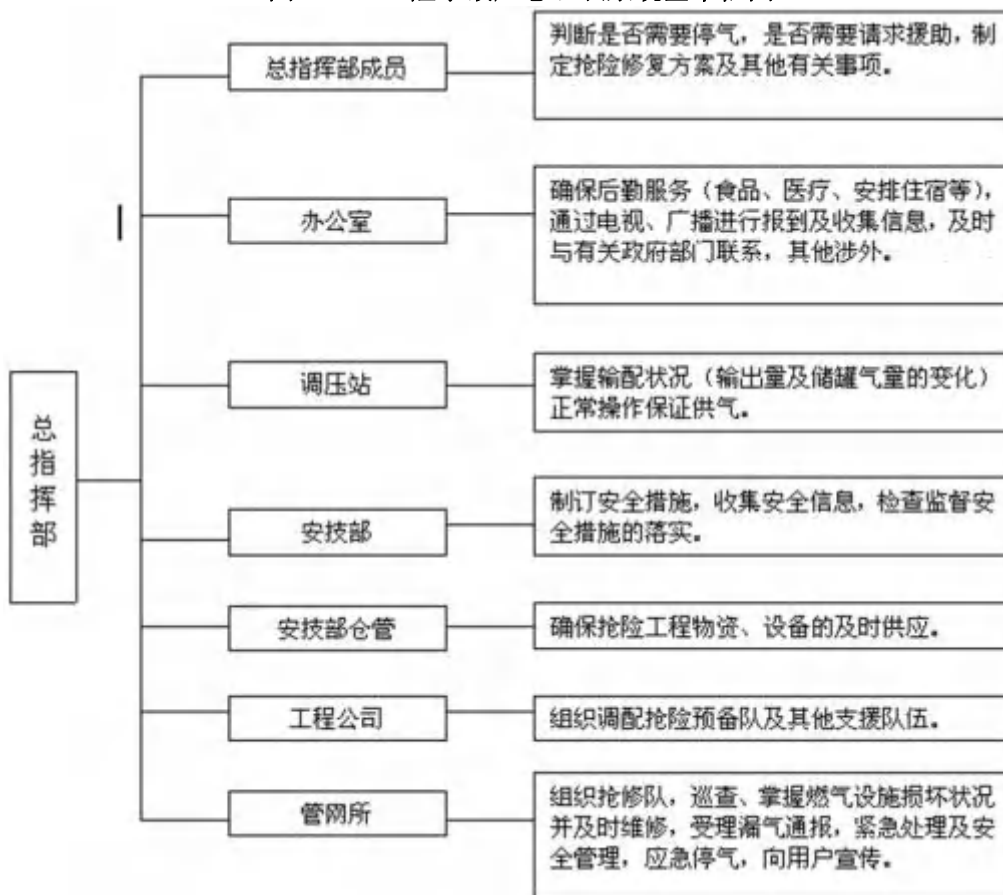 总指挥部
总指挥部成员
判断是否需要停气，是否需要请求援助，制
定抢险修复方案及其他有关事项。
办公室
确保后勤服务（食品、医疗、安排住宿等），
通过电视、广播进行报到及收集信息，及时
与有关政府部门联系，其他涉外。
调压站
掌握输配状况（输出量及储罐气量的变化）
正常操作保证供气。
安技部
制订安全措施，收集安全信息，检查监督安
全措施的落实。
安技部仓管
确保抢险工程物资、设备的及时供应。
工程公司
组织调配抢险预备队及其他支援队伍。
管网所
组织抢修队，巡查、掌握燃气设施损坏状况
并及时维修，受理漏气通报，紧急处理及安
全管理，应急停气，向用户宣传。